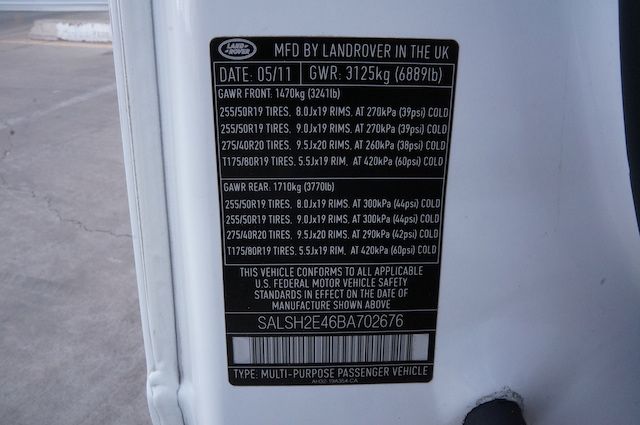 LAND ROVER MFD BY LANDROVER IN THE UK
DATE: 05/11 GWR: 3125kg (6889lb)
GAWR FRONT: 1470kg (3241lb)
255/50R19 TIRES, 8.0Jx19 RIMS, AT 270kPa (39psi) COLD
255/50R19 TIRES, 9.0Jx19 RIMS, AT 270kPa (39psi) COLD
275/40R20 TIRES, 9.5Jx20 RIMS, AT 260kPa (38psi) COLD
T175/80R19 TIRES, 5.5Jx19 RIM, AT 420kPa (60psi) COLD
GAWR REAR: 1710kg (3770lb)
255/50R19 TIRES, 8.0Jx19 RIMS, AT 300kPa (44psi) COLD
255/50R19 TIRES, 9.0Jx19 RIMS, AT 300kPa (44psi) COLD
275/40R20 TIRES, 9.5Jx20 RIMS, AT 290kPa (42psi) COLD
T175/80R19 TIRES, 5.5Jx19 RIM, AT 420kPa (60psi) COLD
THIS VEHICLE CONFORMS TO ALL APPLICABLE
U.S. FEDERAL MOTOR VEHICLE SAFETY
STANDARDS IN EFFECT ON THE DATE OF
MANUFACTURE SHOWN ABOVE
SALSH2E46BA702676
TYPE: MULTI-PURPOSE PASSENGER VEHICLE